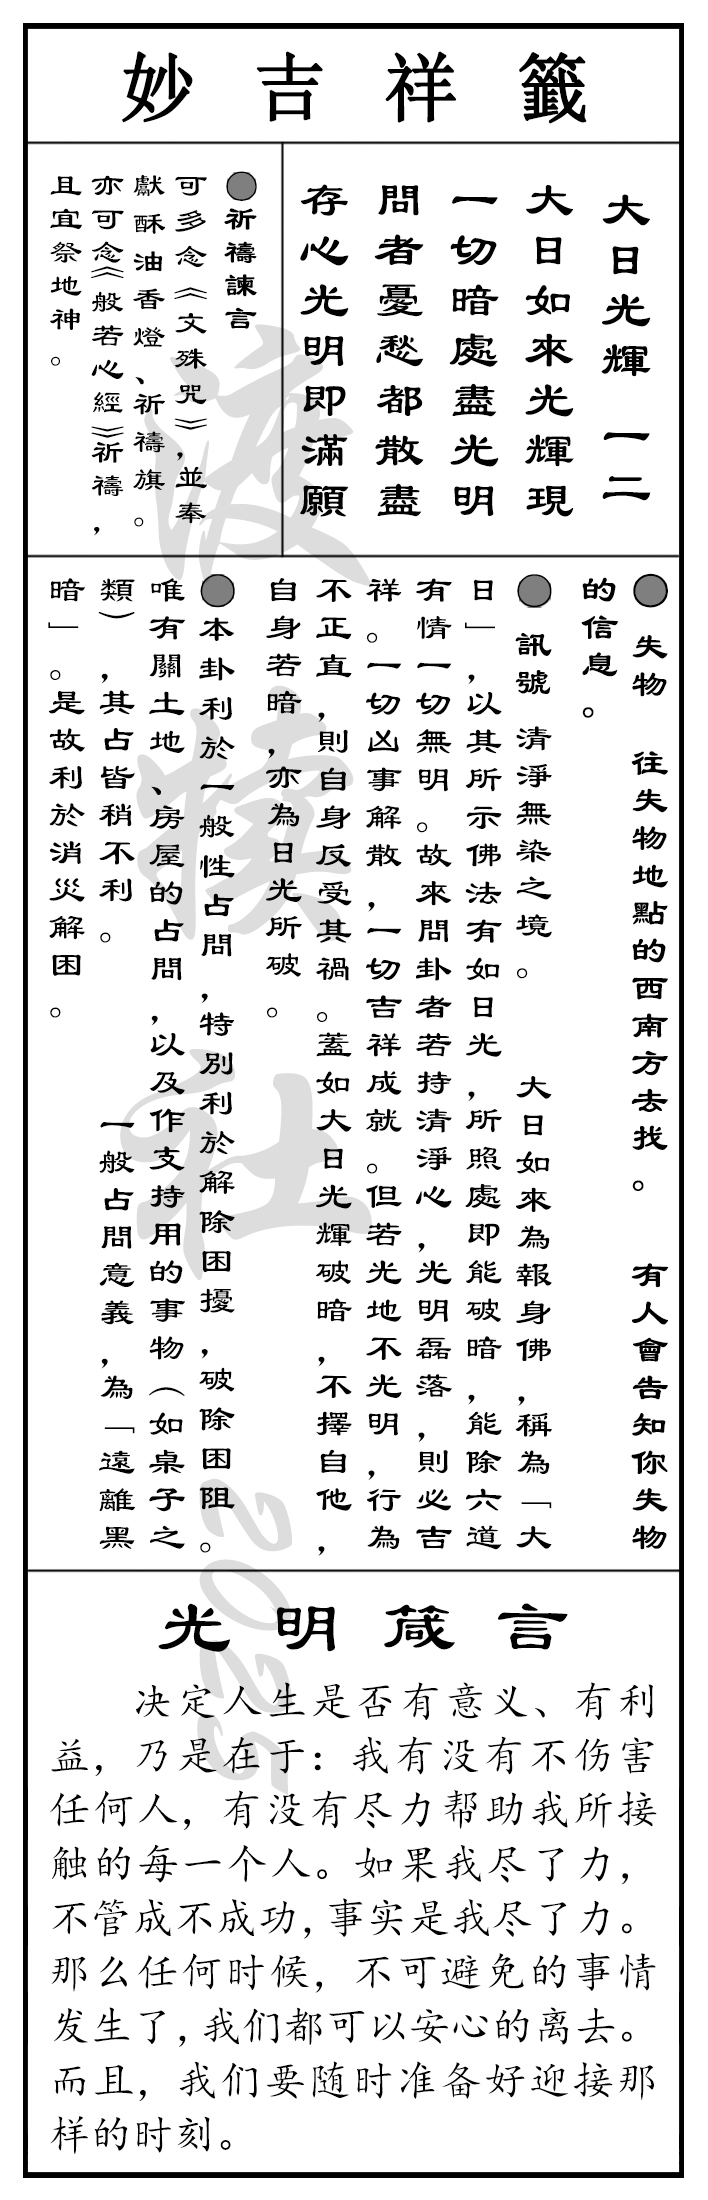 妙吉祥籤
大日光輝 一二
大日如來光輝現
一切暗處盡光明
問者憂愁都散盡
存心光明即滿願
●祈禱諫言
可多念《文殊咒》，並奉
獻酥油香燈、祈禱旗。
亦可念《般若心經》祈禱，
且宜祭地神。
● 失物 往失物地點的西南方去找。 有人會告知你失物
的信息。
● 訊號 清淨無染之境。 大日如來為報身佛，稱為「大
日」，以其所示佛法有如日光，所照處即能破暗，能除六道
有情一切無明。故來問卦者若持清淨心，光明磊落，則必吉
祥。一切凶事解散，一切吉祥成就。但若光地不光明，行為
不正直，則自身反受其禍。蓋如大日光輝破暗，不擇自他，
自身若暗，亦為日光所破。
●本卦利於一般性占問，特別利於解除困擾，破除困阻。
唯有關土地、房屋的占問，以及作支持用的事物（如桌子之
類），其占皆稍不利。 一般占問意義，為「遠離黑
暗」。是故利於消災解困。
光明箴言
决定人生是否有意义、有利
益，乃是在于：我有没有不伤害
任何人，有没有尽力帮助我所接
触的每一个人。如果我尽了力，
不管成不成功，事实是我尽了力。
那么任何时候，不可避免的事情
发生了，我们都可以安心的离去。
而且，我们要随时准备好迎接那
样的时刻。
渡犊社2025